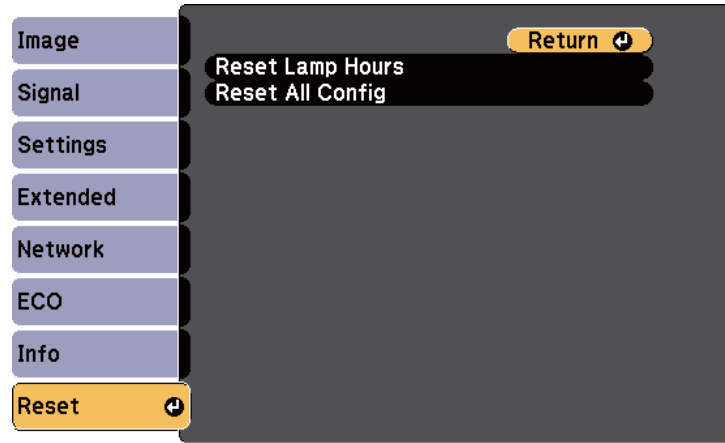 Image
Signal
Settings
Extended
Network
ECO
Info
Reset
Return
Reset Lamp Hours
Reset All Config